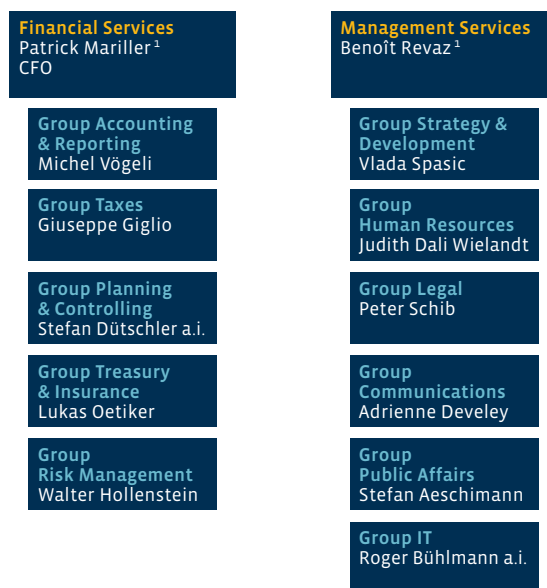 Financial Services
Patrick Mariller ¹
CFO
Group Accounting
& Reporting
Michel Vögeli
Group Taxes
Giuseppe Giglio
Group Planning
& Controlling
Stefan Dütschler a.i.
Group Treasury
& Insurance
Lukas Oetiker
Group
Risk Management
Walter Hollenstein
Management Services
Benoît Revaz ¹
Group Strategy &
Development
Vlada Spasic
Group
Human Resources
Judith Dali Wielandt
Group Legal
Peter Schib
Group
Communications
Adrienne Develey
Group
Public Affairs
Stefan Aeschimann
Group IT
Roger Bühlmann a.i.